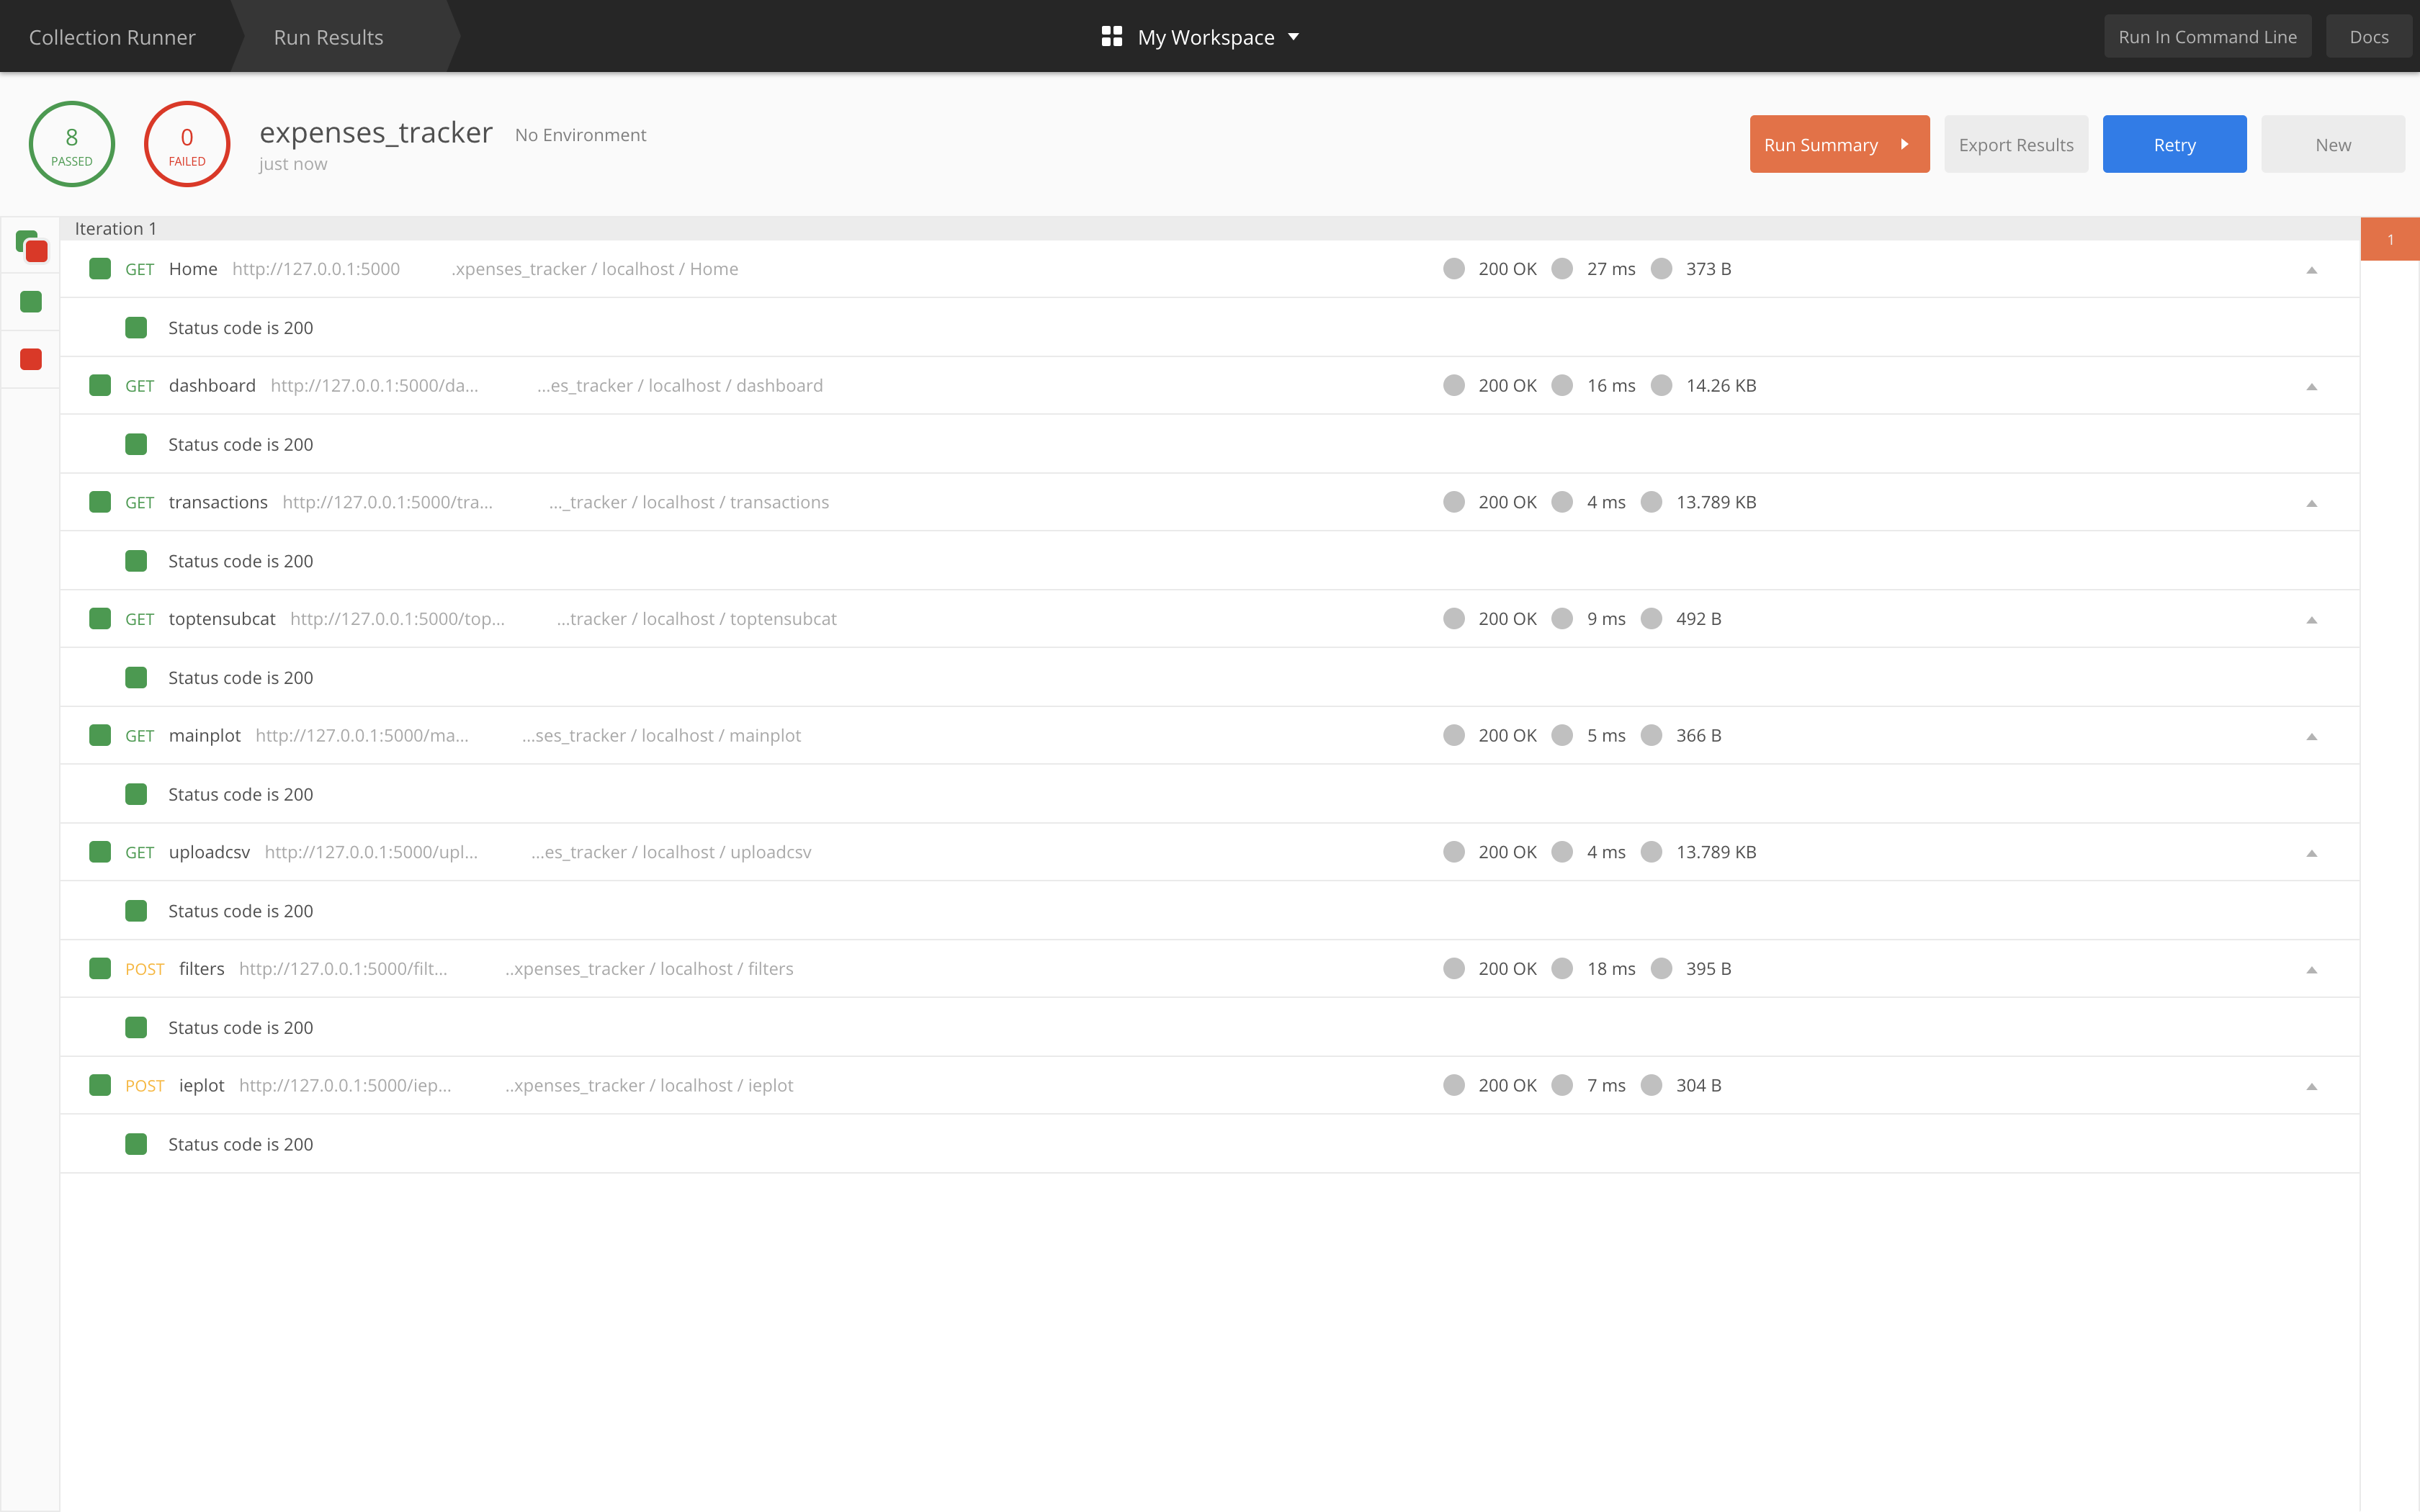 Collection Runner Run Results My Workspace Run In Command Line Docs
8 PASSED 0 FAILED expenses_tracker No Environment Run Summary Export Results Retry New
just now
Iteration 1 1
GET Home http://127.0.0.1:5000 .xpenses_tracker / localhost / Home 200 OK 27 ms 373 B
Status code is 200
GET dashboard http://127.0.0.1:5000/da... ...es_tracker / localhost / dashboard 200 OK 16 ms 14.26 KB
Status code is 200
GET transactions http://127.0.0.1:5000/tra... ..._tracker / localhost / transactions 200 OK 4 ms 13.789 KB
Status code is 200
GET toptensubcat http://127.0.0.1:5000/top... ...tracker / localhost / toptensubcat 200 OK 9 ms 492 B
Status code is 200
GET mainplot http://127.0.0.1:5000/ma... ...ses_tracker / localhost / mainplot 200 OK 5 ms 366 B
Status code is 200
GET uploadcsv http://127.0.0.1:5000/upl... ...es_tracker / localhost / uploadcsv 200 OK 4 ms 13.789 KB
Status code is 200
POST filters http://127.0.0.1:5000/filt... ..xpenses_tracker / localhost / filters 200 OK 18 ms 395 B
Status code is 200
POST ieplot http://127.0.0.1:5000/iep... ..xpenses_tracker / localhost / ieplot 200 OK 7 ms 304 B
Status code is 200